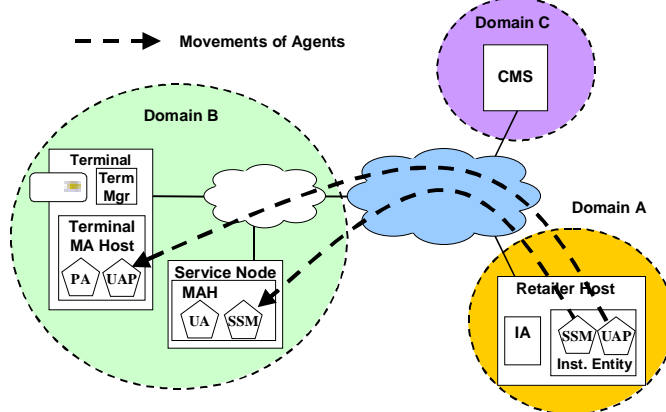 Domain C
Movements of Agents
CMS
Domain B
Terminal
Term
Mgr
Terminal
MA Host
PA
UAP
Service Node
MAH
UA
SSM
Domain A
Retailer Host
IA
SSM
UAP
Inst. Entity